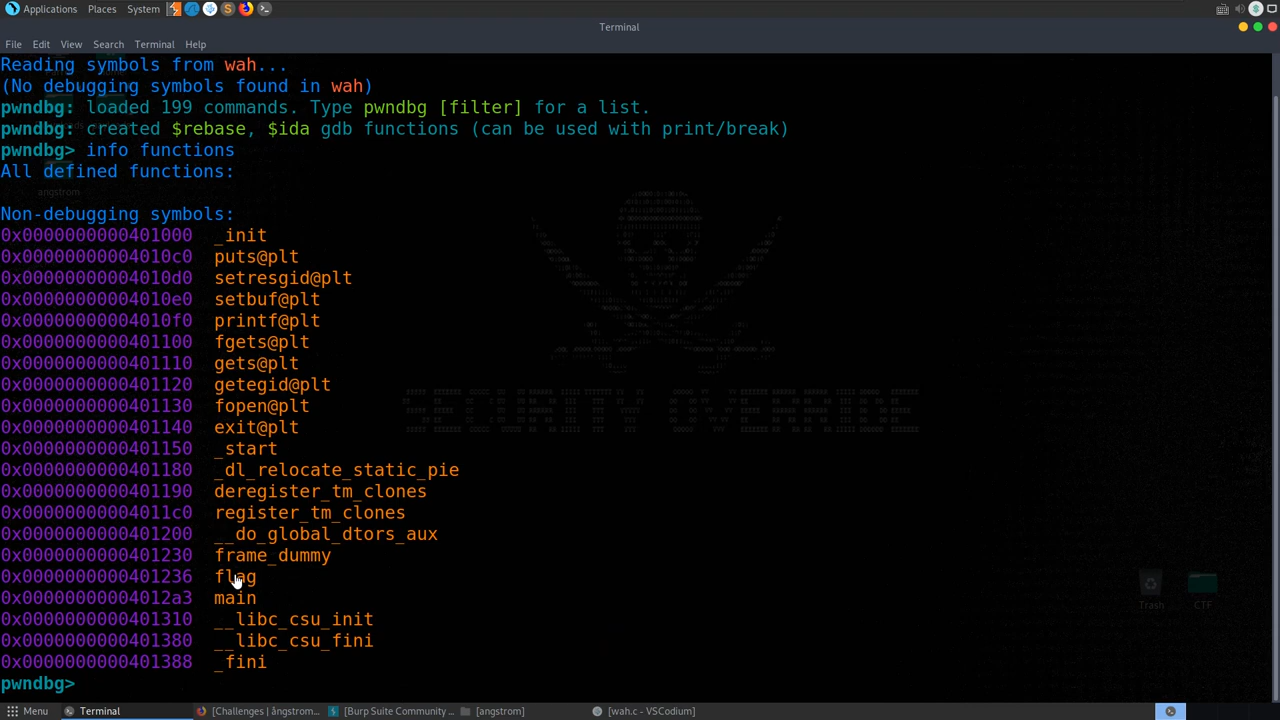 Applications Places System
Terminal
File Edit View Search Terminal Help
Reading symbols from wah...
(No debugging symbols found in wah)
pwndbg: loaded 199 commands. Type pwndbg [filter] for a list.
pwndbg: created $rebase, $ida gdb functions (can be used with print/break)
pwndbg> info functions
All defined functions:
angstrom
Non-debugging symbols:
0x0000000000401000 _init
0x00000000004010c0 puts@plt
0x00000000004010d0 setresgid@plt
0x00000000004010e0 setbuf@plt
0x00000000004010f0 printf@plt
0x0000000000401100 fgets@plt
0x0000000000401110 gets@plt
0x0000000000401120 getegid@plt
0x0000000000401130 fopen@plt
0x0000000000401140 exit@plt
0x0000000000401150 _start
0x0000000000401180 _dl_relocate_static_pie
0x0000000000401190 deregister_tm_clones
0x00000000004011c0 register_tm_clones
0x0000000000401200 __do_global_dtors_aux
0x0000000000401230 frame_dummy
0x0000000000401236 flag
0x00000000004012a3 main
0x0000000000401310 __libc_csu_init
0x0000000000401380 __libc_csu_fini
0x0000000000401388 _fini
pwndbg>
Trash CTF
Menu Terminal [Challenges | ångstrom... [Burp Suite Community ... [angstrom] [wah.c - VSCodium]